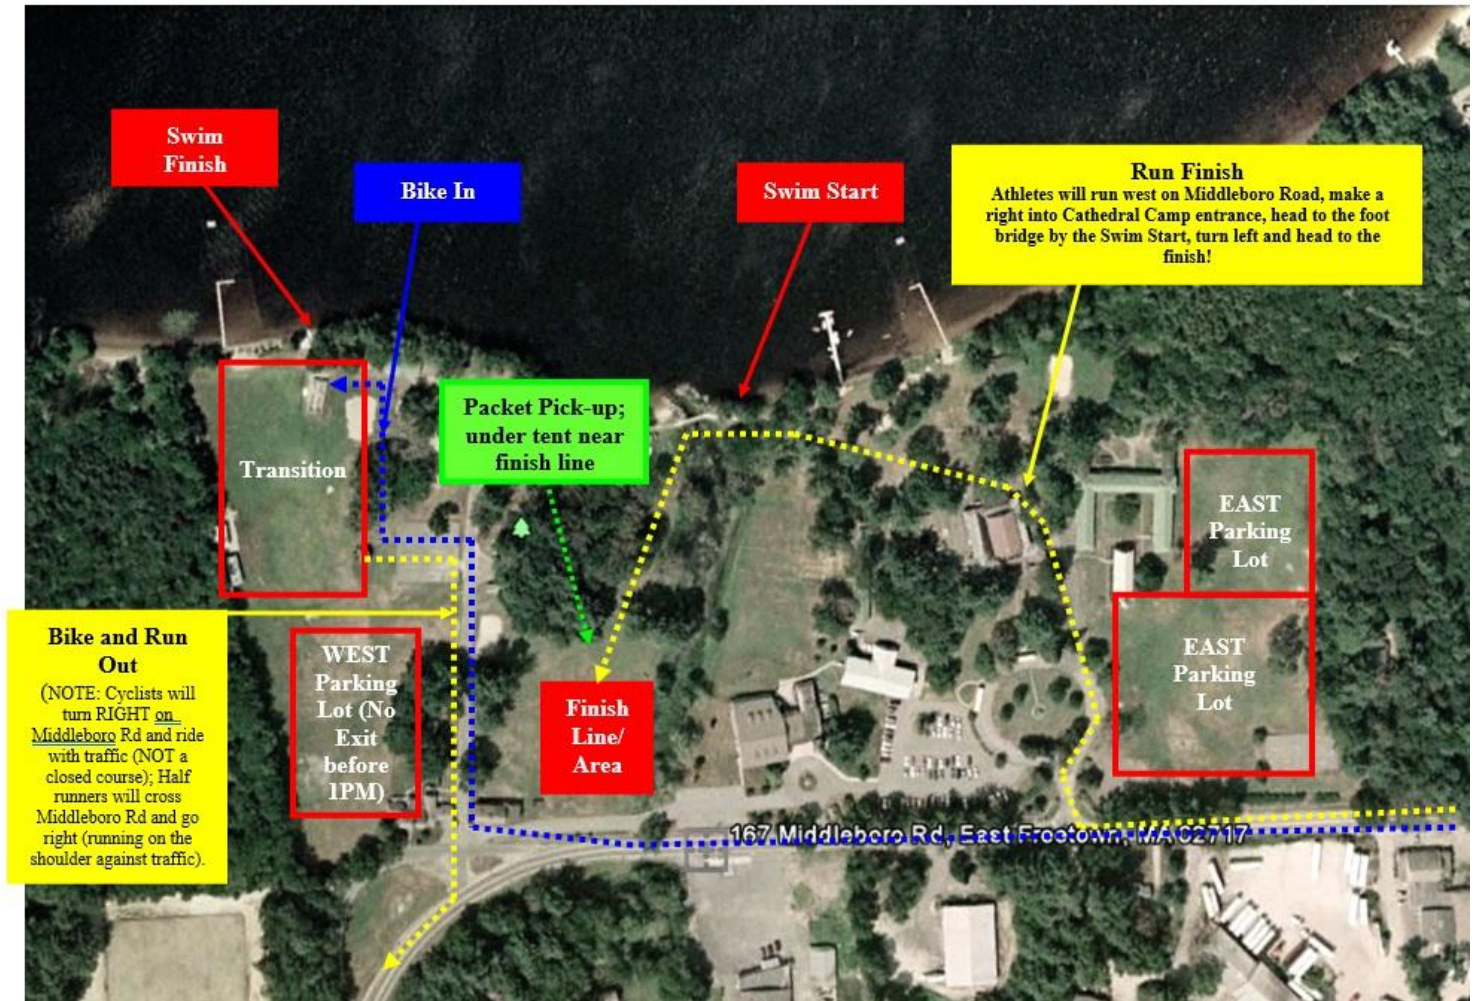 Swim
Finish
Bike In
Swim Start
Run Finish
Athletes will run west on Middleboro Road, make a
right into Cathedral Camp entrance, head to the foot
bridge by the Swim Start, turn left and head to the
finish!
Packet Pick-up;
under tent near
finish line
Transition
EAST
Parking
Lot
EAST
Parking
Lot
Bike and Run
Out
(NOTE: Cyclists will
turn RIGHT on
Middleboro Rd and ride
with traffic (NOT a
closed course); Half
runners will cross
Middleboro Rd and go
right (running on the
shoulder against traffic).
WEST
Parking
Lot (No
Exit
before
1PM)
Finish
Line/
Area
167 Middleboro Rd, East Freetown, MA 02717